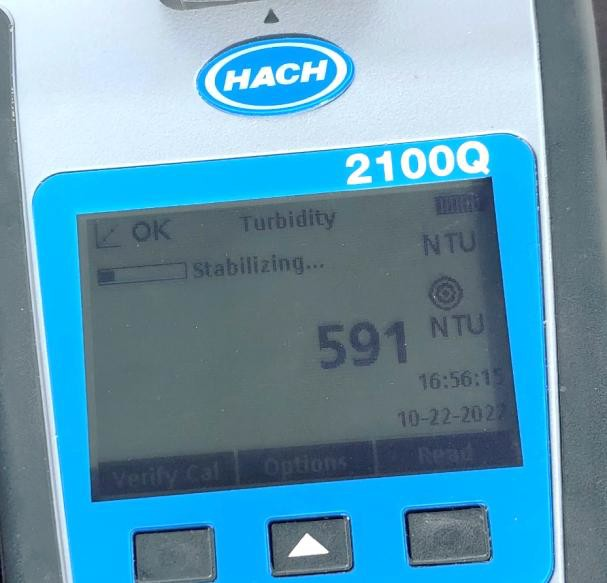 HACH
2100Q
OK Turbidity
NTU
Stabilizing...
591 NTU
16:56:15
10-22-2022
Verify Cal Options Read